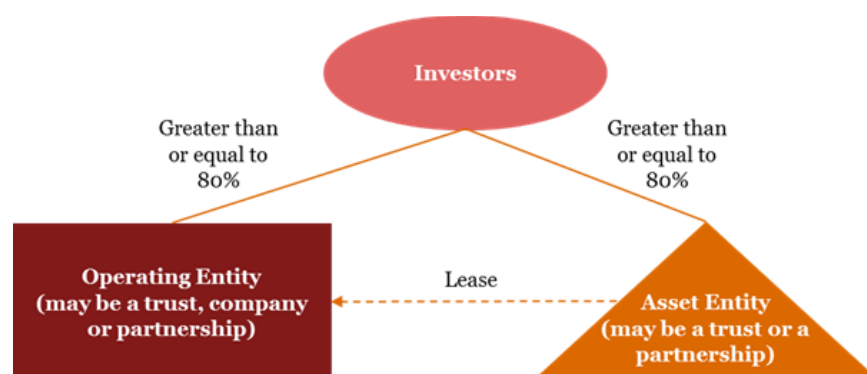 Investors
Greater than
or equal to
80%
Greater than
or equal to
80%
Operating Entity
(may be a trust, company
or partnership)
Lease
Asset Entity
(may be a trust or a
partnership)